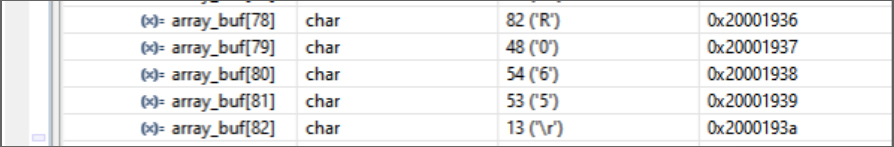 (x)= array_buf[78] char 82 ('R') 0x20001936
(x)= array_buf[79] char 48 ('0') 0x20001937
(x)= array_buf[80] char 54 ('6') 0x20001938
(x)= array_buf[81] char 53 ('5') 0x20001939
(x)= array_buf[82] char 13 ('\r') 0x2000193a